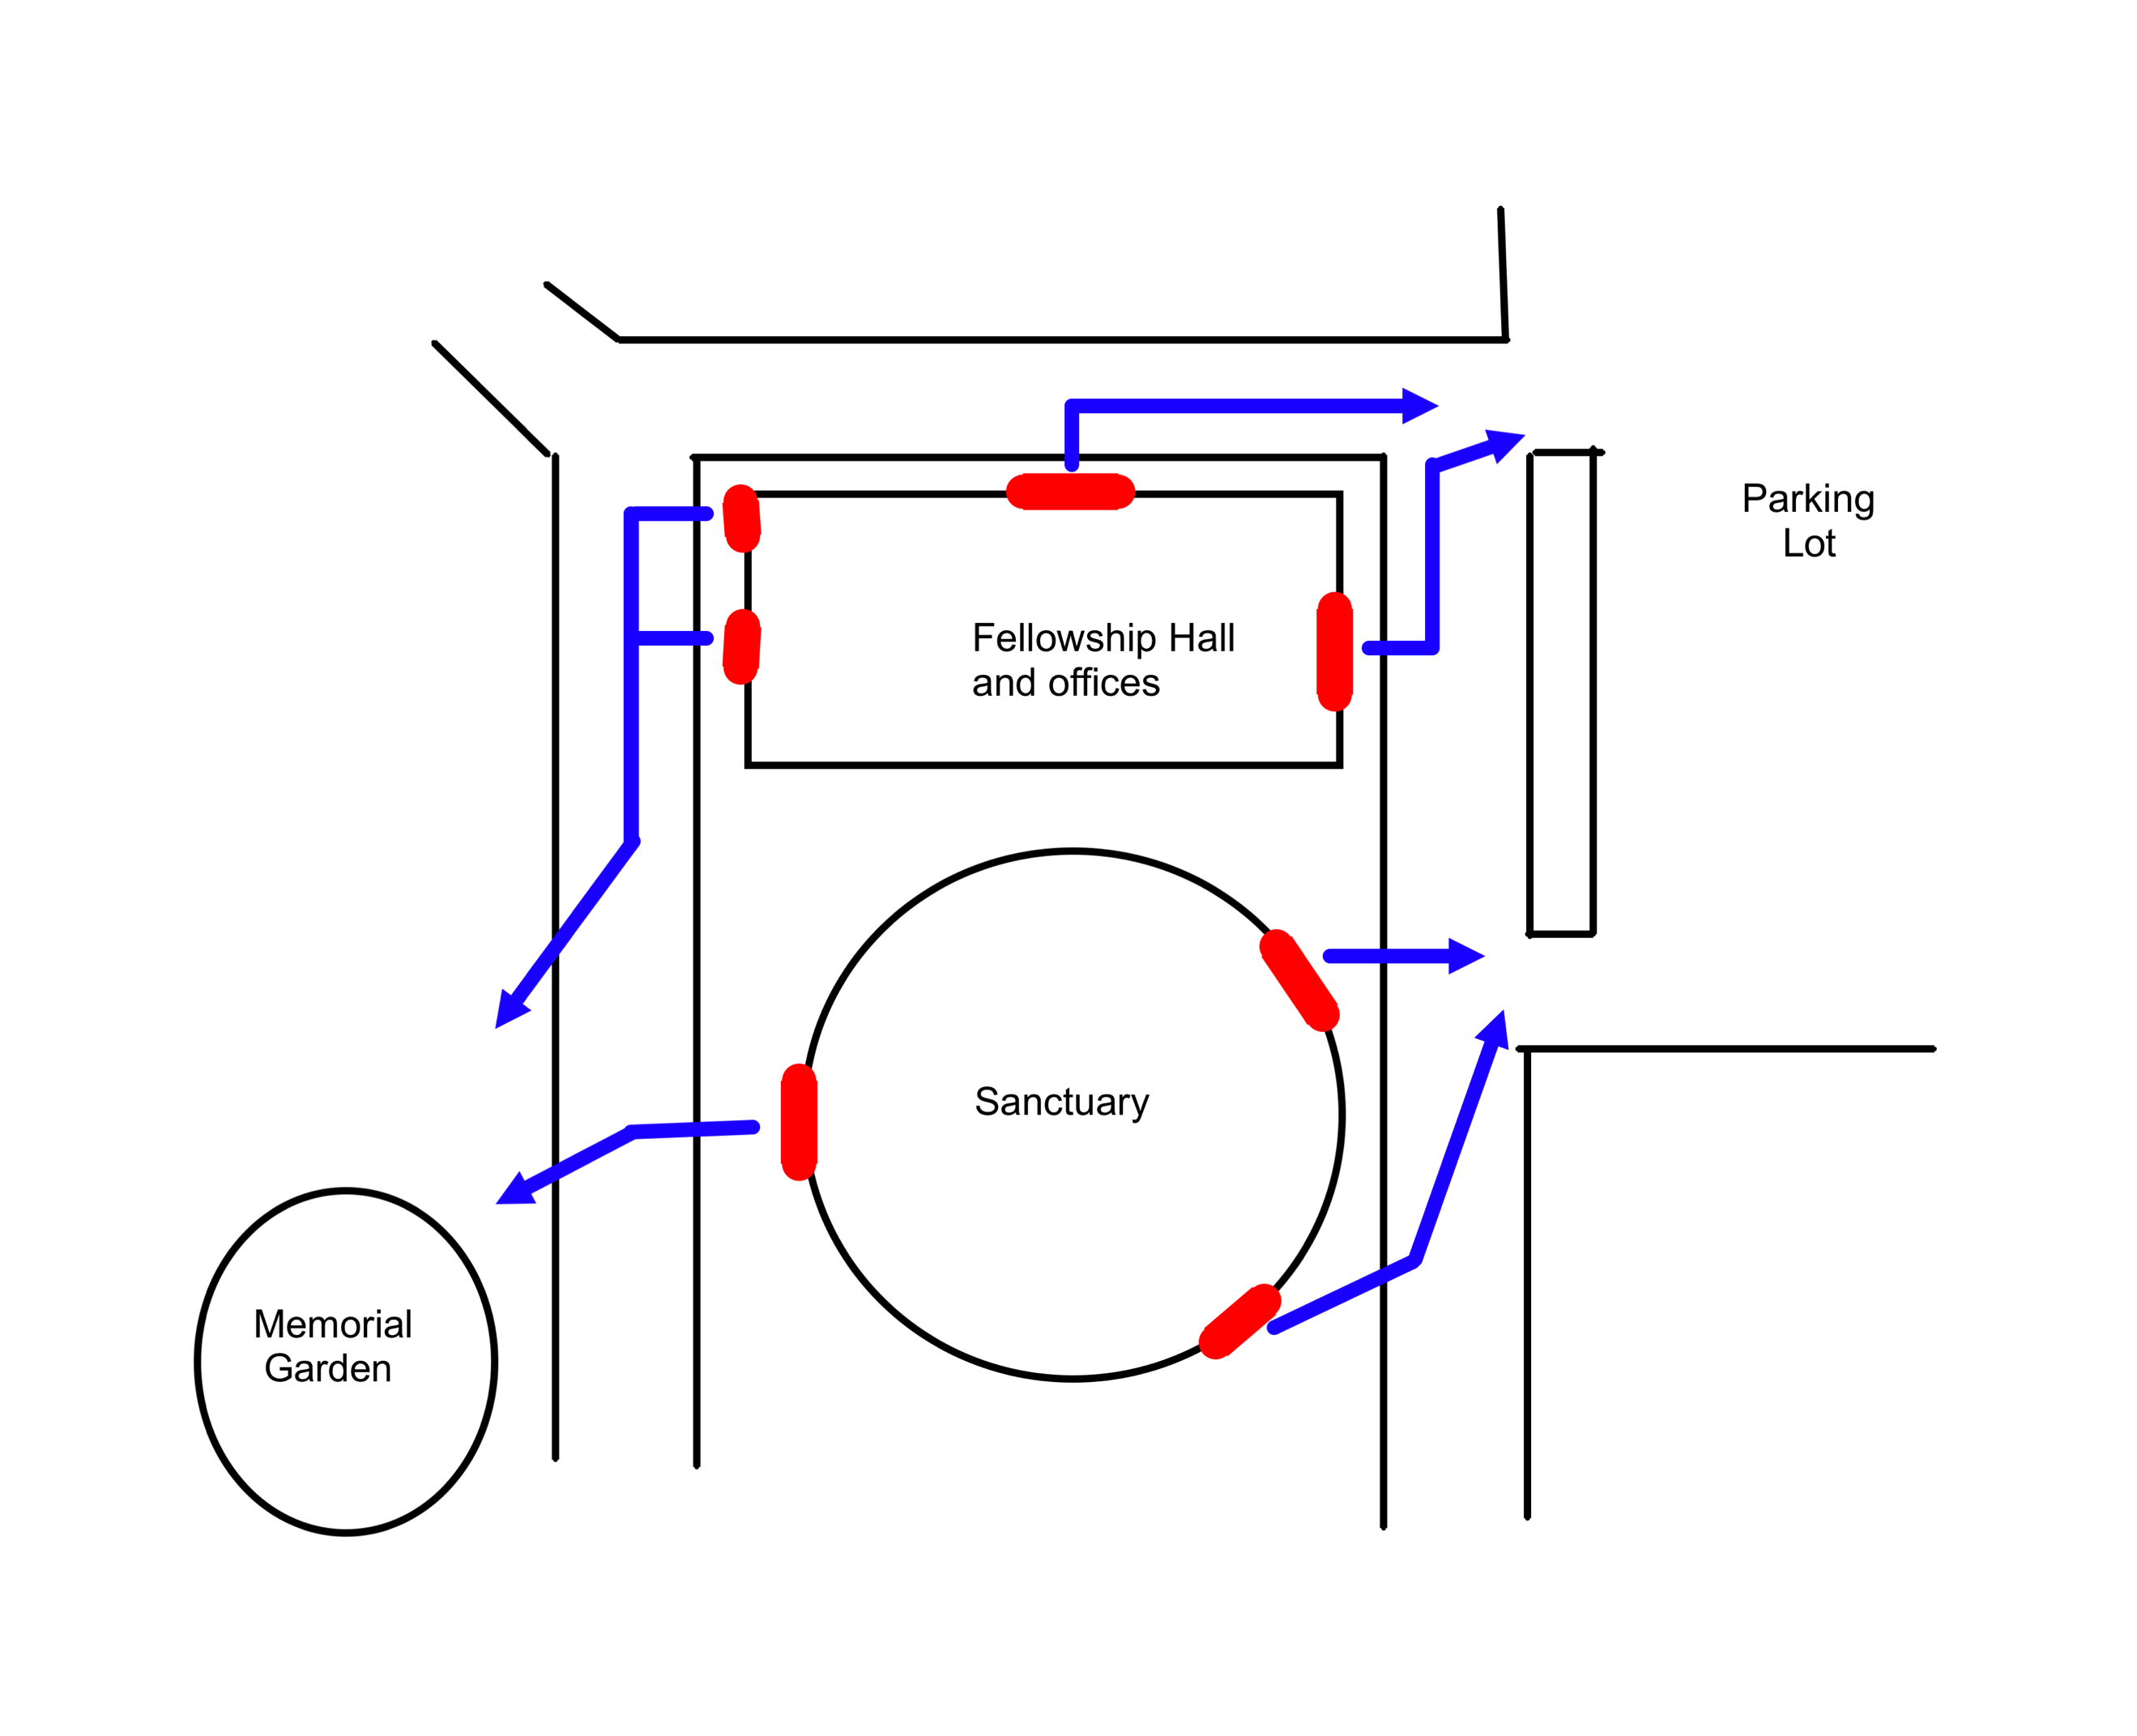 Parking
Lot
Fellowship Hall
and offices
Sanctuary
Memorial
Garden